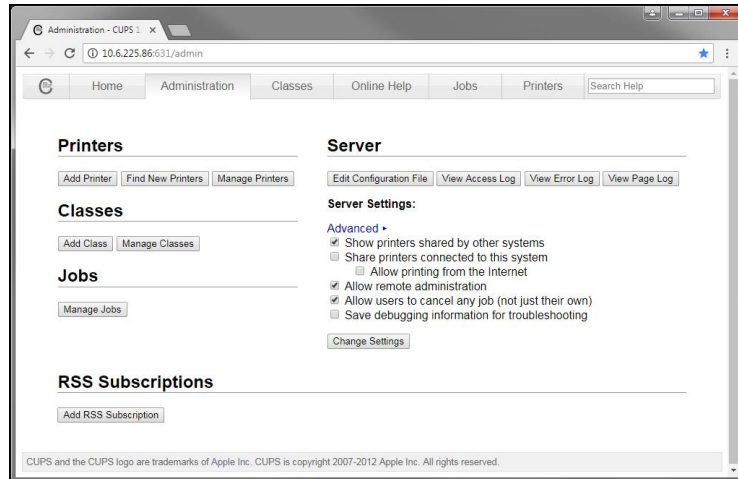 Administration - CUPS 1
10.6.225.86:631/admin
Home Administration Classes Online Help Jobs Printers Search Help
Printers
Add Printer Find New Printers Manage Printers
Classes
Add Class Manage Classes
Jobs
Manage Jobs
Server
Edit Configuration File View Access Log View Error Log View Page Log
Server Settings:
Advanced
Show printers shared by other systems
Share printers connected to this system
Allow printing from the Internet
Allow remote administration
Allow users to cancel any job (not just their own)
Save debugging information for troubleshooting
Change Settings
RSS Subscriptions
Add RSS Subscription
CUPS and the CUPS logo are trademarks of Apple Inc. CUPS is copyright 2007-2012 Apple Inc. All rights reserved.